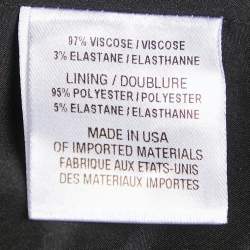 97% VISCOSE / VISCOSE
3% ELASTANE / ELASTHANNE
LINING / DOUBLURE
95% POLYESTER / POLYESTER
5% ELASTANE / ELASTHANNE
MADE IN USA
OF IMPORTED MATERIALS
FABRIQUE AUX ETATS-UNIS
DES MATERIAUX IMPORTES